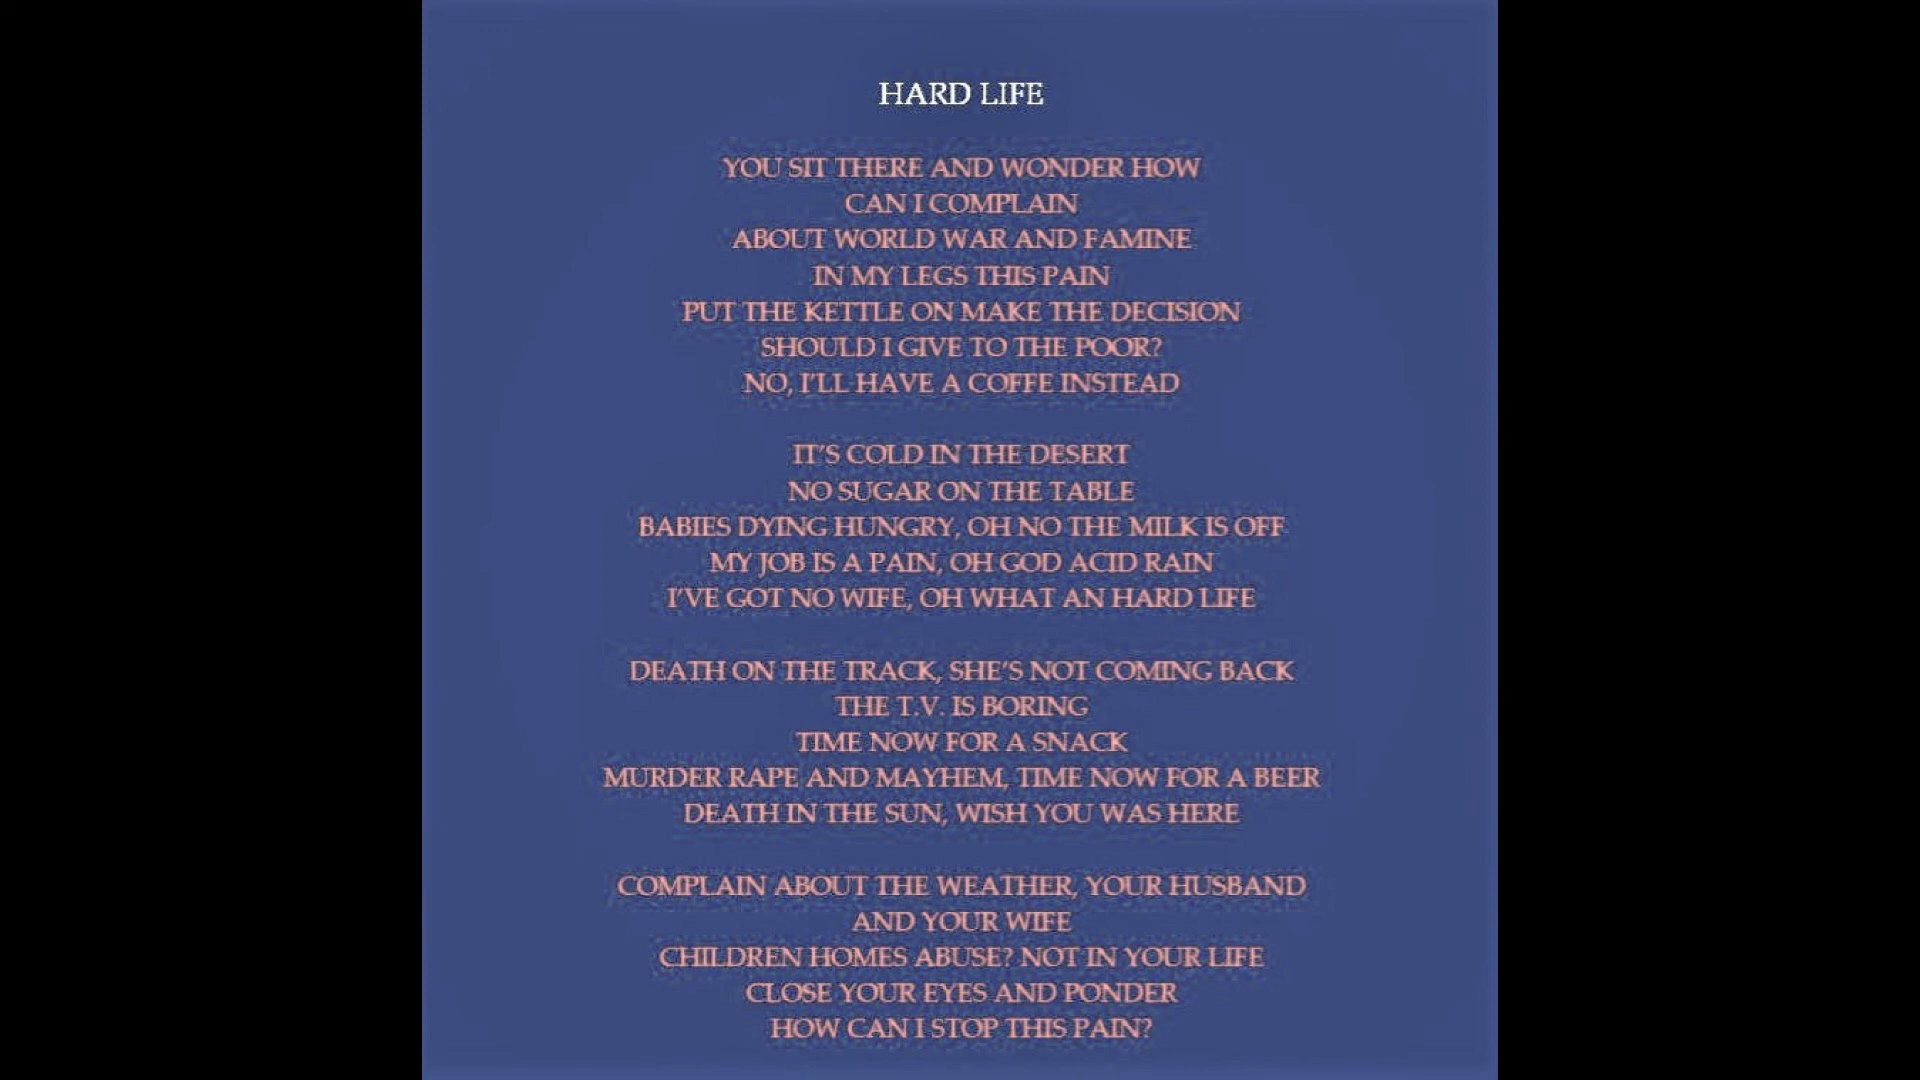 HARD LIFE
YOU SIT THERE AND WONDER HOW
CAN I COMPLAIN
ABOUT WORLD WAR AND FAMINE
IN MY LEGS THIS PAIN
PUT THE KETTLE ON MAKE THE DECISION
SHOULD I GIVE TO THE POOR?
NO, I'LL HAVE A COFFE INSTEAD
IT'S COLD IN THE DESERT
NO SUGAR ON THE TABLE
BABIES DYING HUNGRY, OH NO THE MILK IS OFF
MY JOB IS A PAIN, OH GOD ACID RAIN
I'VE GOT NO WIFE, OH WHAT AN HARD LIFE
DEATH ON THE TRACK, SHE'S NOT COMING BACK
THE T.V. IS BORING
TIME NOW FOR A SNACK
MURDER RAPE AND MAYHEM, TIME NOW FOR A BEER
DEATH IN THE SUN, WISH YOU WAS HERE
COMPLAIN ABOUT THE WEATHER, YOUR HUSBAND
AND YOUR WIFE
CHILDREN HOMES ABUSE? NOT IN YOUR LIFE
CLOSE YOUR EYES AND PONDER
HOW CAN I STOP THIS PAIN?